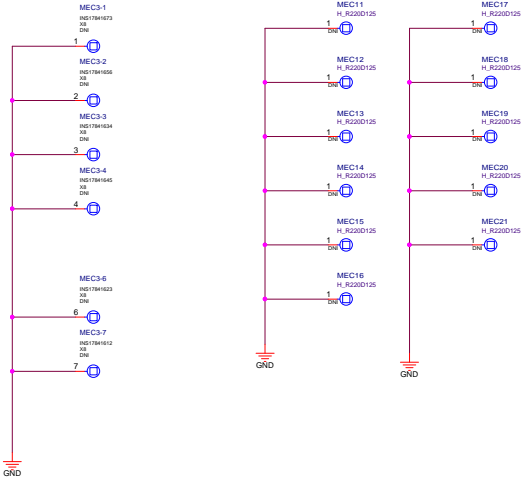 MEC3-1
INS17841673
X8
DNI
1
MEC3-2
INS17841656
X8
DNI
2
MEC3-3
INS17841634
X8
DNI
3
MEC3-4
INS17841645
X8
DNI
4
MEC3-6
INS17841623
X8
DNI
6
MEC3-7
INS17841612
X8
DNI
7
GND
MEC11
H_R220D125
1
DNI
MEC12
H_R220D125
1
DNI
MEC13
H_R220D125
1
DNI
MEC14
H_R220D125
1
DNI
MEC15
H_R220D125
1
DNI
MEC16
H_R220D125
1
DNI
GND
MEC17
H_R220D125
1
DNI
MEC18
H_R220D125
1
DNI
MEC19
H_R220D125
1
DNI
MEC20
H_R220D125
1
DNI
MEC21
H_R220D125
1
DNI
GND